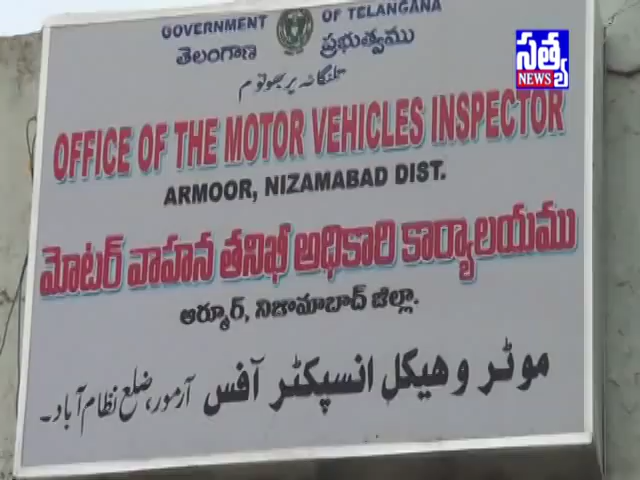 GOVERNMENT OF TELANGANA
తెలంగాణ ప్రభుత్వము
OFFICE OF THE MOTOR VEHICLES INSPECTOR
ARMOOR, NIZAMABAD DIST.
మోటర్ వాహన తనిఖీ అధికారి కార్యాలయము
ఆర్మూర్, నిజామాబాద్ జిల్లా.
موٹر وھیکل انسپکٹر آفس آرمور، ضلع نظام آباد۔
సత్య
NEWS